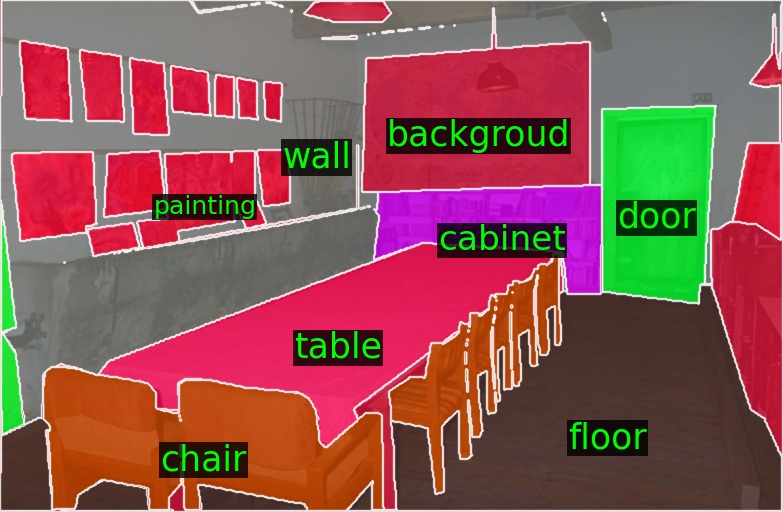 backgroud
wall
painting
door
cabinet
table
floor
chair